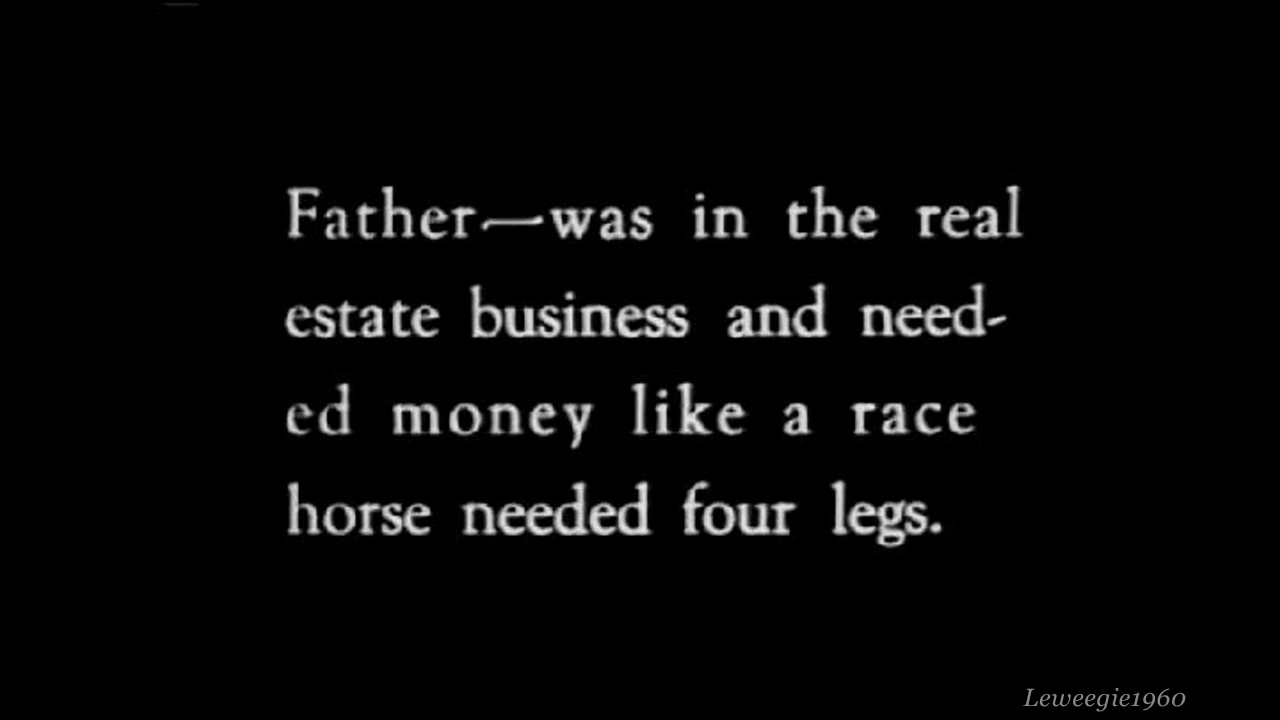 Father—was in the real
estate business and need-
ed money like a race
horse needed four legs.
Leweegie1960